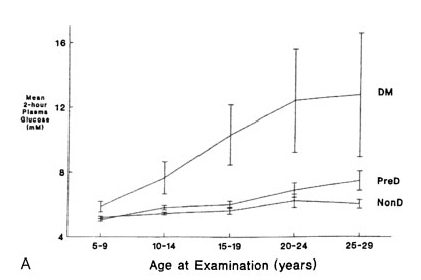 16
12
8
4
Mean
2-hour
Plasma
Glucose
(mM)
DM
PreD
NonD
5-9 10-14 15-19 20-24 25-29
A Age at Examination (years)